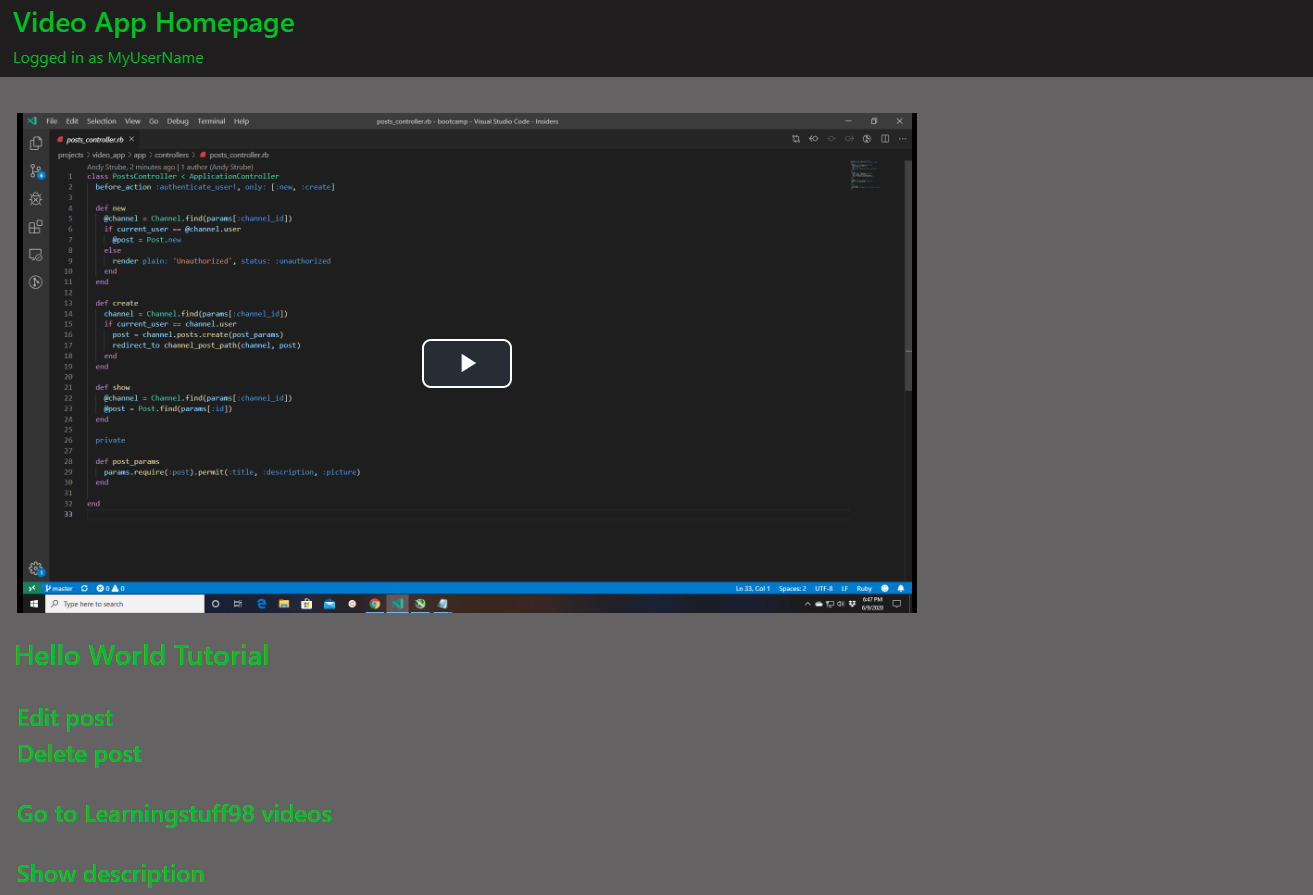 Video App Homepage
Logged in as MyUserName
File Edit Selection View Go Debug Terminal Help
posts_controller.rb - bootcamp - Visual Studio Code - Insiders
posts_controller.rb
projects > video_app > app > controllers > posts_controller.rb
Andy Strube, 2 minutes ago | 1 author (Andy Strube)
1 class PostsController < ApplicationController
2 before_action :authenticate_user!, only: [:new, :create]
3
4 def new
5 @channel = Channel.find(params[:channel_id])
6 if current_user == @channel.user
7 @post = Post.new
8 else
9 render plain: 'Unauthorized', status: :unauthorized
10 end
11 end
12
13 def create
14 channel = Channel.find(params[:channel_id])
15 if current_user == channel.user
16 post = channel.posts.create(post_params)
17 redirect_to channel_post_path(channel, post)
18 end
19 end
20
21 def show
22 @channel = Channel.find(params[:channel_id])
23 @post = Post.find(params[:id])
24 end
25
26 private
27
28 def post_params
29 params.require(:post).permit(:title, :description, :picture)
30 end
31
32 end
33
master 0 0 Ln 33, Col 1 Spaces: 2 UTF-8 LF Ruby
Type here to search
6:47 PM
6/9/2020
Hello World Tutorial
Edit post
Delete post
Go to Learningstuff98 videos
Show description